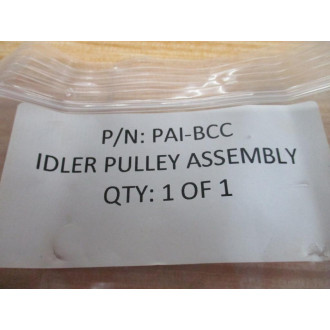 P/N: PAI-BCC
IDLER PULLEY ASSEMBLY
QTY: 1 OF 1